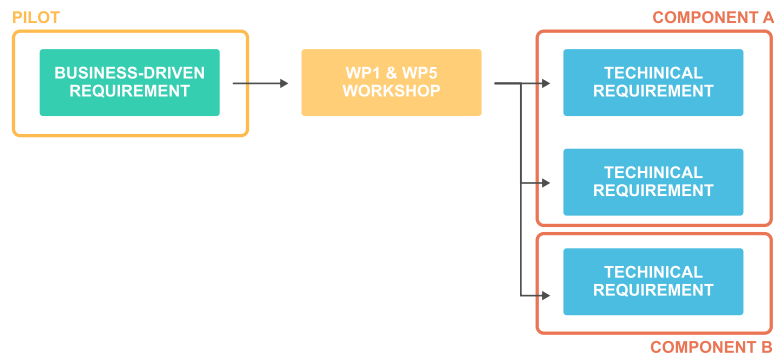 PILOT
BUSINESS-DRIVEN
REQUIREMENT
WP1 & WP5
WORKSHOP
COMPONENT A
TECHINICAL
REQUIREMENT
TECHINICAL
REQUIREMENT
TECHINICAL
REQUIREMENT
COMPONENT B